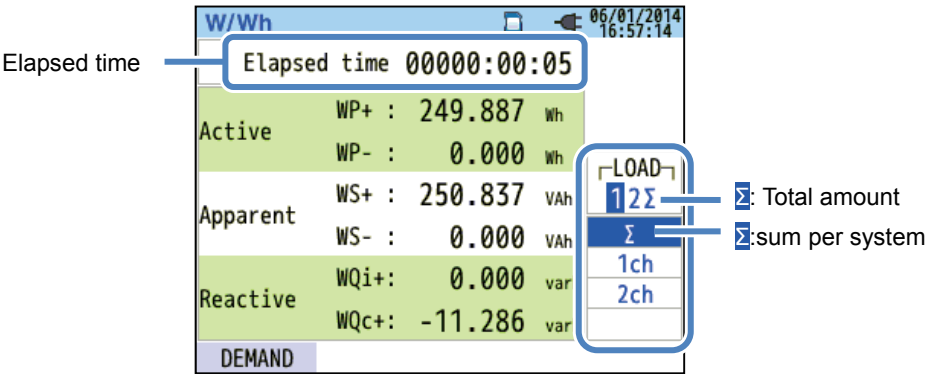 W/Wh
06/01/2014
16:57:14
Elapsed time
Elapsed time 00000:00:05
Active
WP+ : 249.887 Wh
WP- : 0.000 Wh
Apparent
WS+ : 250.837 VAh
WS- : 0.000 VAh
Reactive
WQi+: 0.000 var
WQc+: -11.286 var
LOAD
12Σ
Σ
1ch
2ch
Σ: Total amount
Σ:sum per system
DEMAND